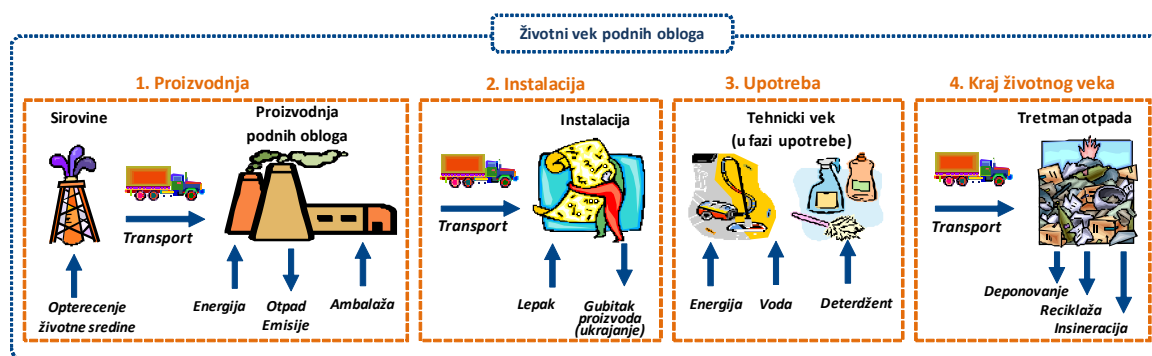 Životni vek podnih obloga
1. Proizvodnja
Sirovine
Proizvodnja
podnih obloga
Transport
Opterecenje
životne sredine
Energija
Otpad
Emisije
Ambalaža
2. Instalacija
Instalacija
Transport
Lepak
Gubitak
proizvoda
(ukrajanje)
3. Upotreba
Tehnicki vek
(u fazi upotrebe)
Energija
Voda
Deterdžent
4. Kraj životnog veka
Tretman otpada
Transport
Deponovanje
Reciklaža
Insineracija